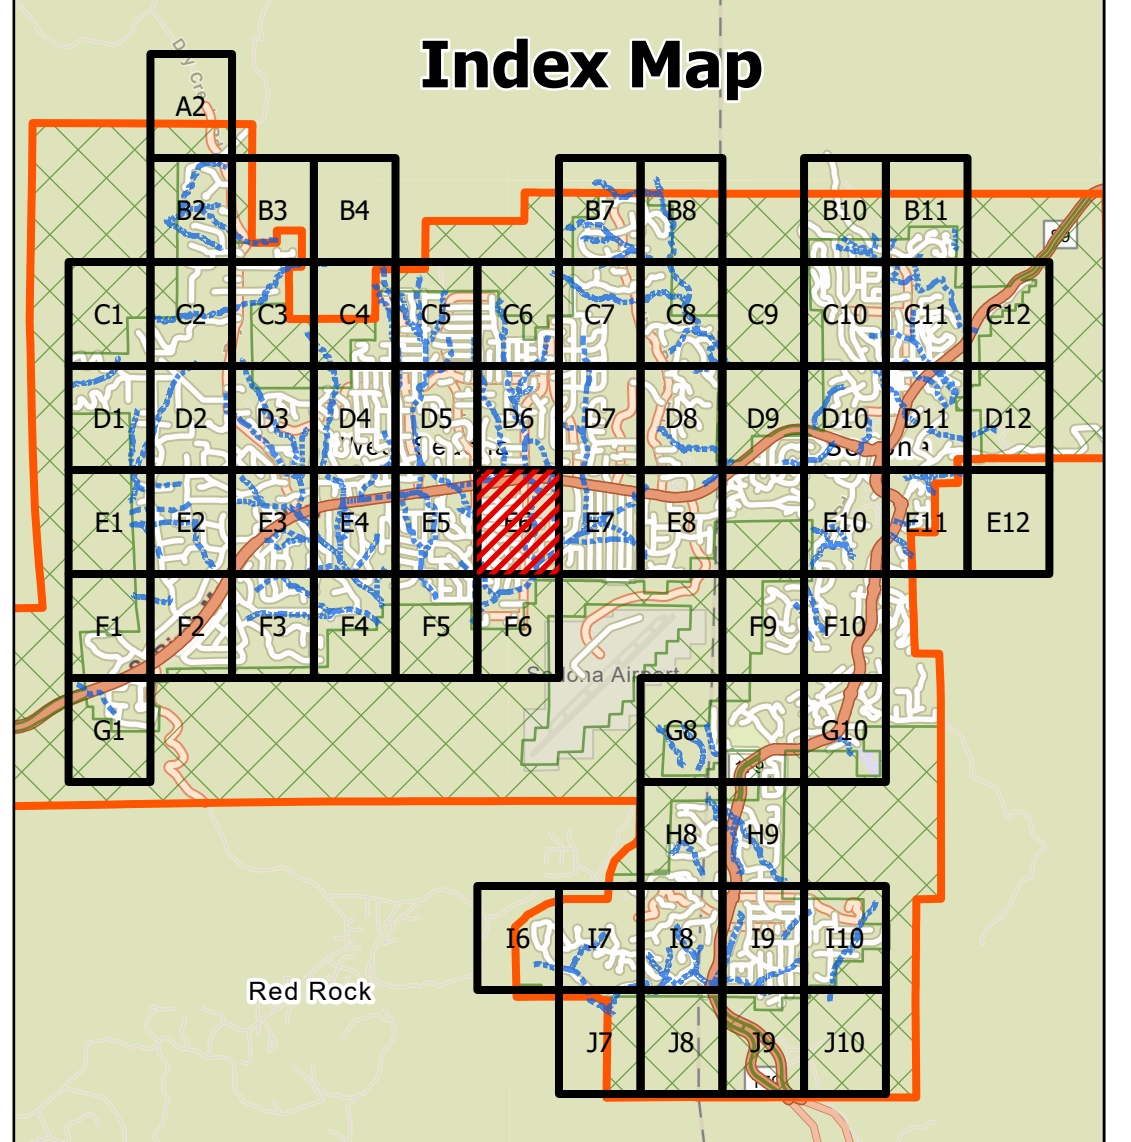 Index Map
A2
B2 B3 B4 B7 B8 B10 B11
89
C1 C2 C3 C4 C5 C6 C7 C8 C9 C10 C11 C12
D1 D2 D3 D4 D5 D6 D7 D8 D9 D10 D11 D12
E1 E2 E3 E4 E5 E6 E7 E8 E10 E11 E12
F1 F2 F3 F4 F5 F6 F9 F10
Sedona Airport
G1 G8 G10
H8 H9
I6 I7 I8 I9 I10
Red Rock
J7 J8 J9 J10